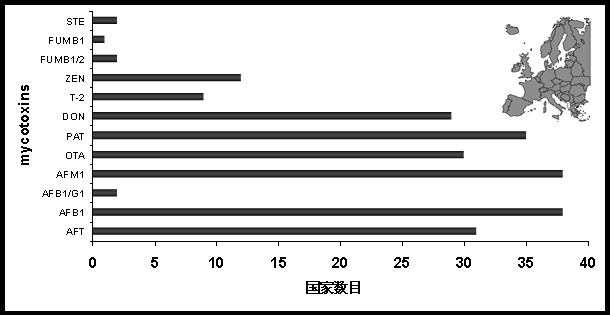 STE
FUMB1
FUMB1/2
ZEN
T-2
DON
PAT
OTA
AFM1
AFB1/G1
AFB1
AFT
mycotoxins
0 5 10 15 20 25 30 35 40
国家数目